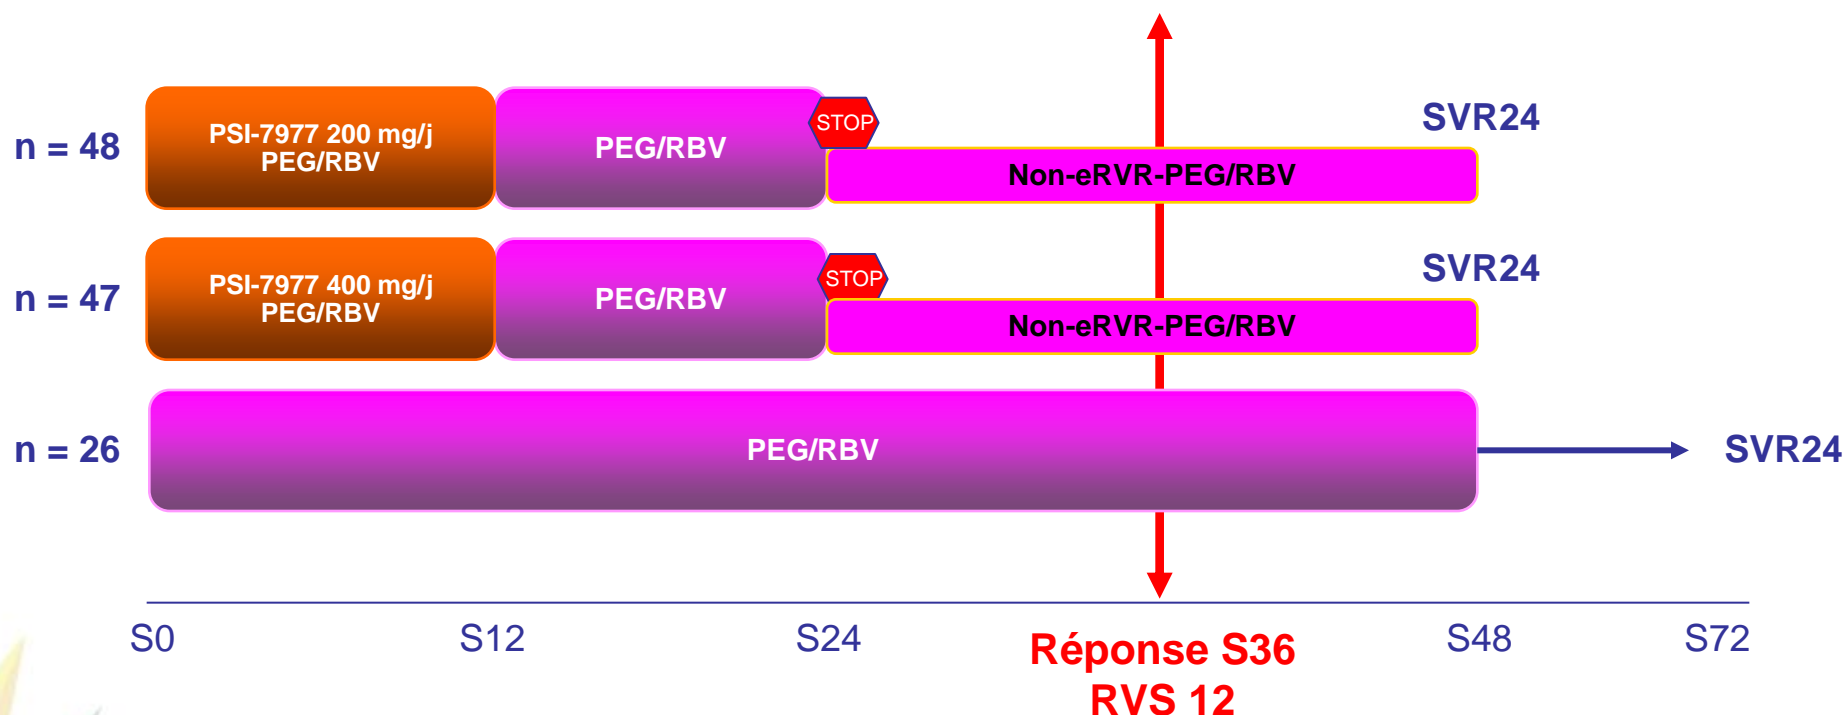 n = 48
PSI-7977 200 mg/j
PEG/RBV
PEG/RBV
STOP
Non-eRVR-PEG/RBV
SVR24
n = 47
PSI-7977 400 mg/j
PEG/RBV
PEG/RBV
STOP
Non-eRVR-PEG/RBV
SVR24
n = 26
PEG/RBV
SVR24
S0
S12
S24
Réponse S36
RVS 12
S48
S72